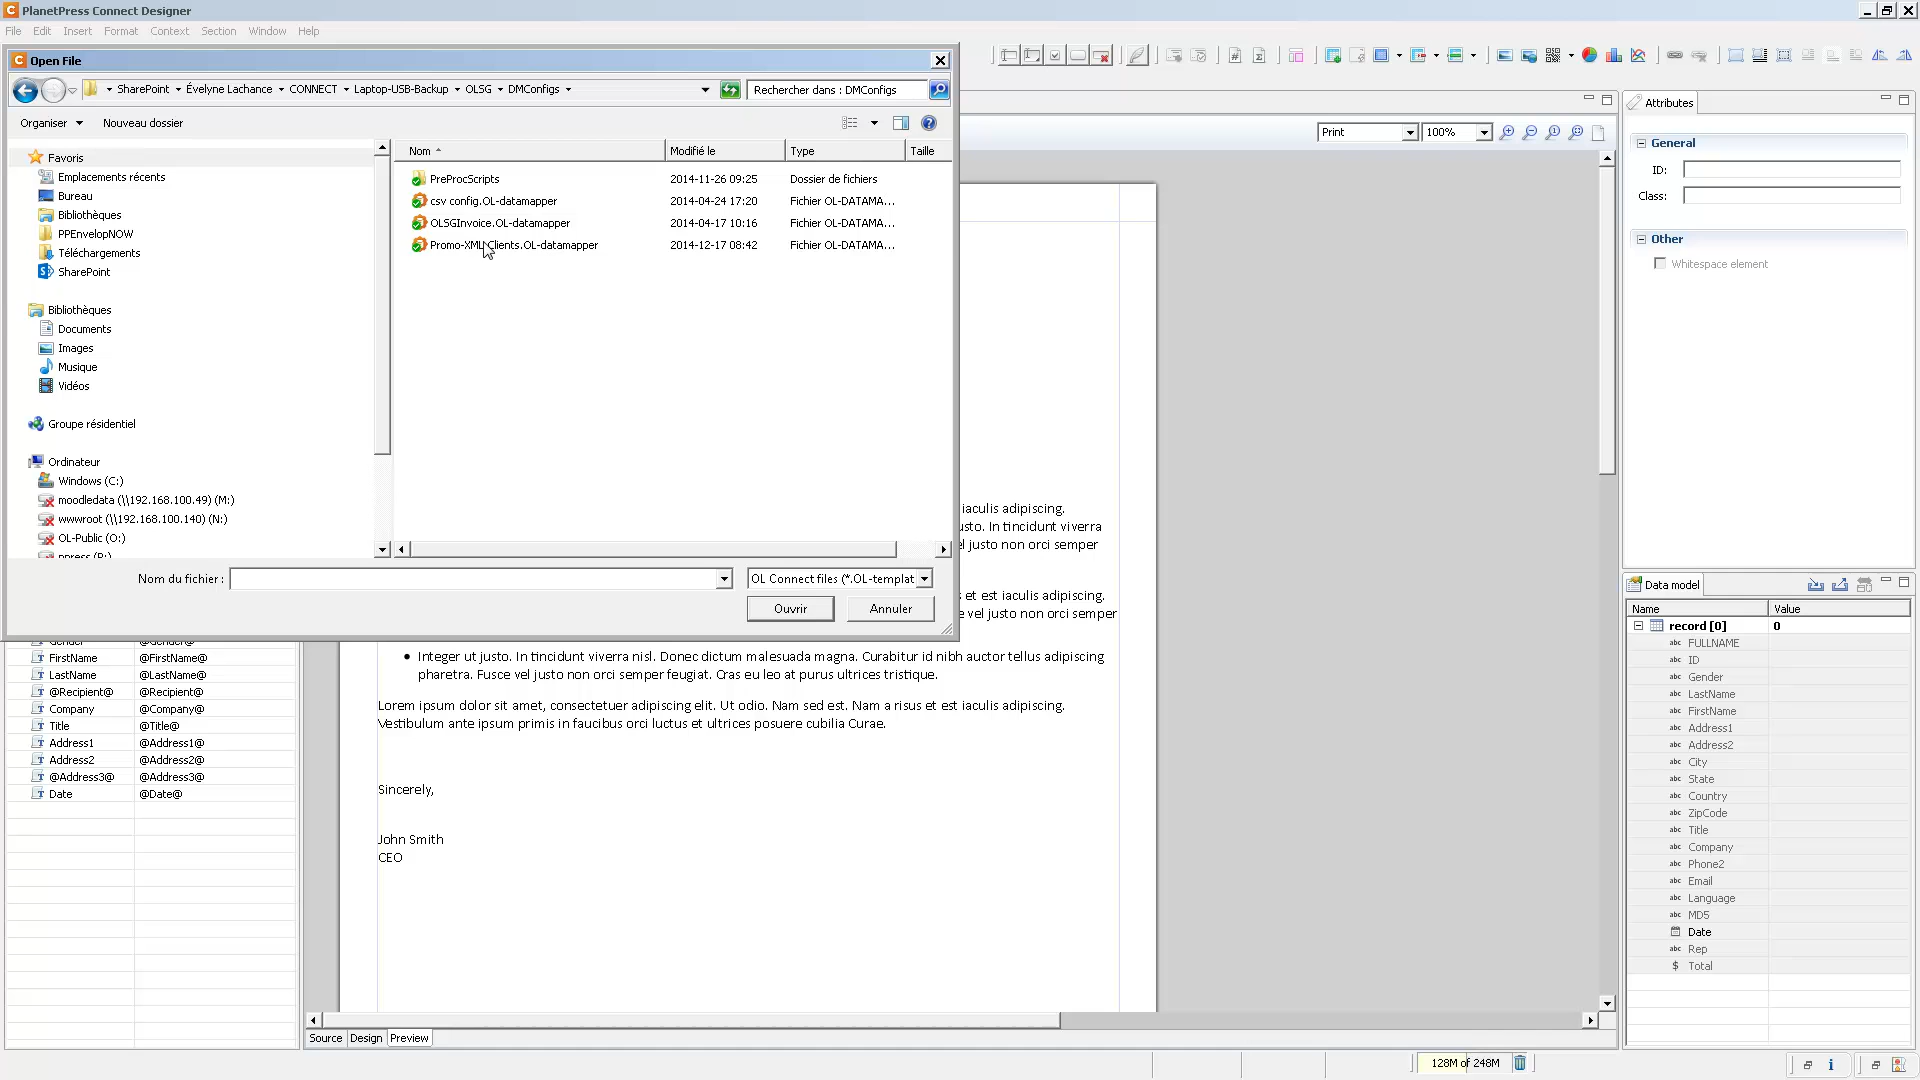 PlanetPress Connect Designer
File Edit Insert Format Context Section Window Help
Open File
SharePoint Évelyne Lachance CONNECT Laptop-USB-Backup OLSG DMConfigs
Rechercher dans : DMConfigs
Organiser Nouveau dossier
Favoris
Emplacements récents
Bureau
Bibliothèques
PPEnvelopNOW
Téléchargements
SharePoint
Bibliothèques
Documents
Images
Musique
Vidéos
Groupe résidentiel
Ordinateur
Windows (C:)
moodledata (\\192.168.100.49) (M:)
wwwroot (\\192.168.100.140) (N:)
OL-Public (O:)
Nom Modifié le Type Taille
PreProcScripts 2014-11-26 09:25 Dossier de fichiers
csv config.OL-datamapper 2014-04-24 17:20 Fichier OL-DATAMA...
OLSGInvoice.OL-datamapper 2014-04-17 10:16 Fichier OL-DATAMA...
Promo-XMLClients.OL-datamapper 2014-12-17 08:42 Fichier OL-DATAMA...
Nom du fichier :
OL Connect files (*.OL-templat
Ouvrir Annuler
Gender @Gender@
FirstName @FirstName@
LastName @LastName@
@Recipient@ @Recipient@
Company @Company@
Title @Title@
Address1 @Address1@
Address2 @Address2@
@Address3@ @Address3@
Date @Date@
Print 100%
iaculis adipiscing.
usto. In tincidunt viverra
el justo non orci semper
s et est iaculis adipiscing.
e vel justo non orci semper
• Integer ut justo. In tincidunt viverra nisl. Donec dictum malesuada magna. Curabitur id nibh auctor tellus adipiscing
pharetra. Fusce vel justo non orci semper feugiat. Cras eu leo at purus ultrices tristique.
Lorem ipsum dolor sit amet, consectetuer adipiscing elit. Ut odio. Nam sed est. Nam a risus et est iaculis adipiscing.
Vestibulum ante ipsum primis in faucibus orci luctus et ultrices posuere cubilia Curae.
Sincerely,
John Smith
CEO
Source Design Preview
Attributes
General
ID:
Class:
Other
Whitespace element
Data model
Name Value
record [0] 0
FULLNAME
ID
Gender
LastName
FirstName
Address1
Address2
City
State
Country
ZipCode
Title
Company
Phone2
Email
Language
MD5
Date
Rep
Total
128M of 248M